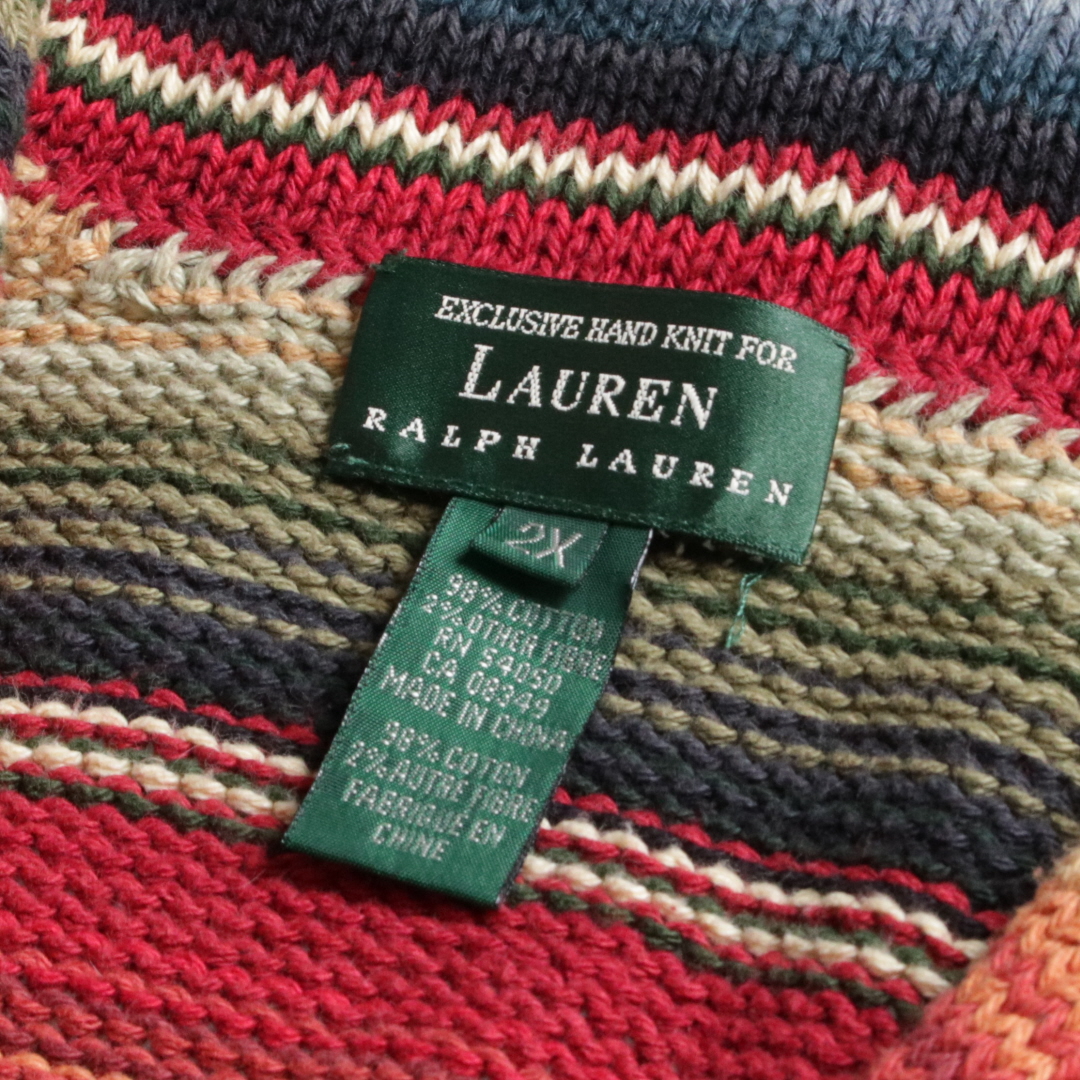 EXCLUSIVE HAND KNIT FOR
LAUREN
RALPH LAUREN
2X
98% COTTON
2% OTHER FIBRE
RN 54050
CA 08349
MADE IN CHINA
98% COTON
2% AUTRE FIBRE
FABRIQUE EN
CHINE